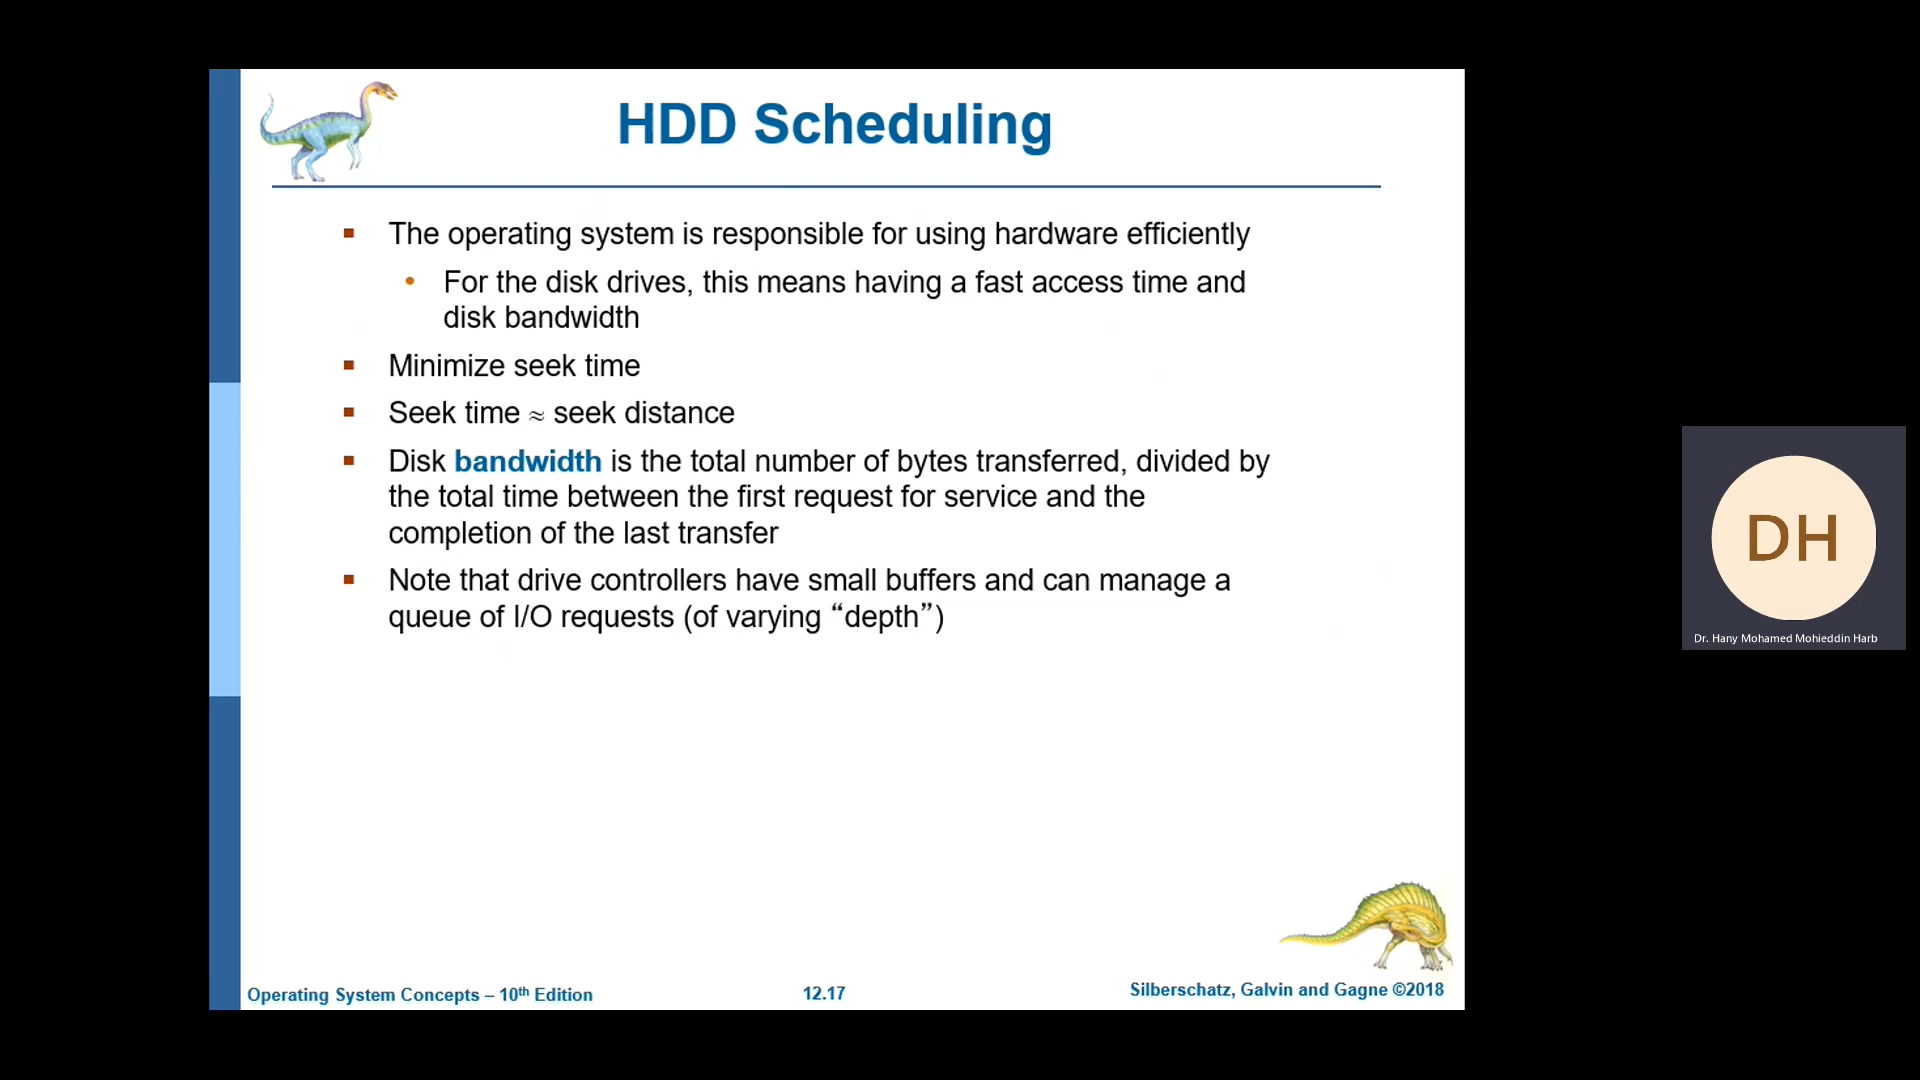 HDD Scheduling
▪ The operating system is responsible for using hardware efficiently
• For the disk drives, this means having a fast access time and
disk bandwidth
▪ Minimize seek time
▪ Seek time ≈ seek distance
▪ Disk bandwidth is the total number of bytes transferred, divided by
the total time between the first request for service and the
completion of the last transfer
▪ Note that drive controllers have small buffers and can manage a
queue of I/O requests (of varying “depth”)
Operating System Concepts – 10th Edition
12.17
Silberschatz, Galvin and Gagne ©2018
DH
Dr. Hany Mohamed Mohieddin Harb